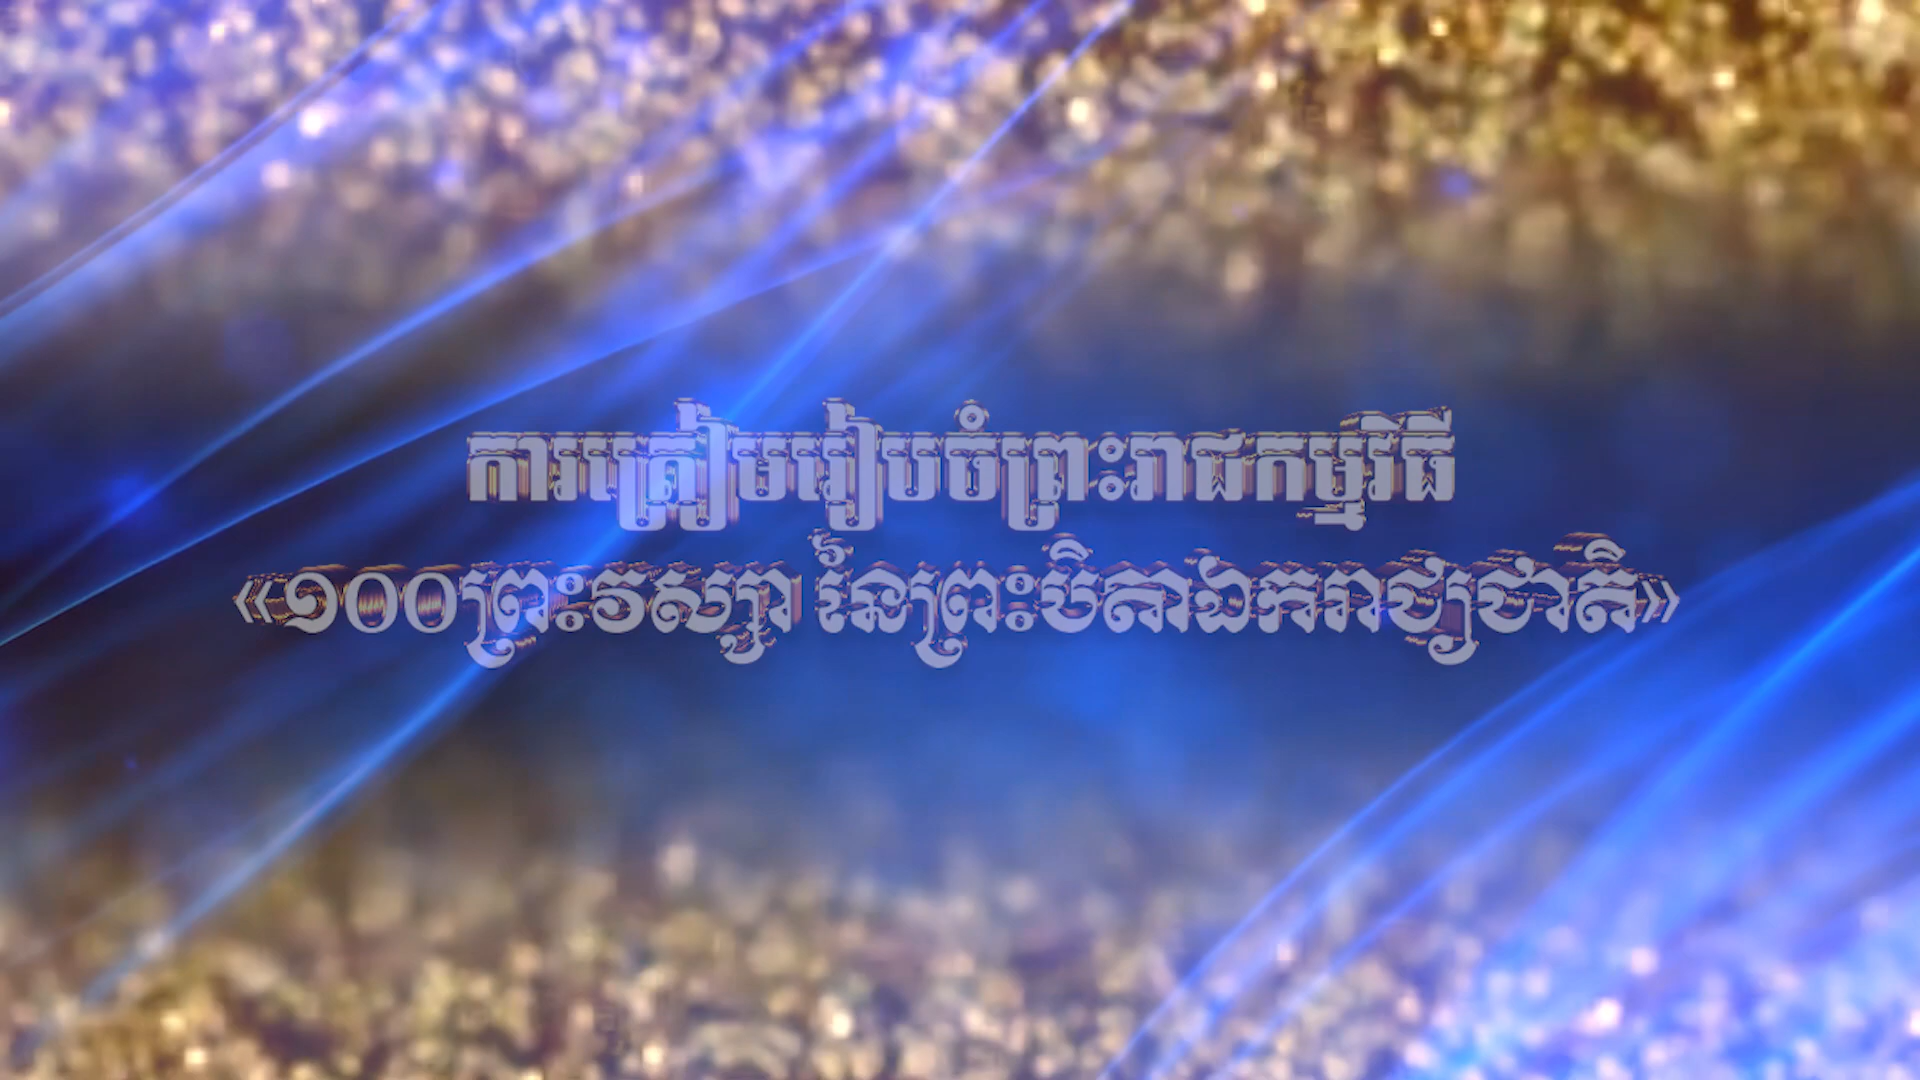 ការត្រៀមរៀបចំព្រះរាជកម្មវិធី
«១០០ព្រះវស្សា នៃព្រះបិតាឯករាជ្យជាតិ»